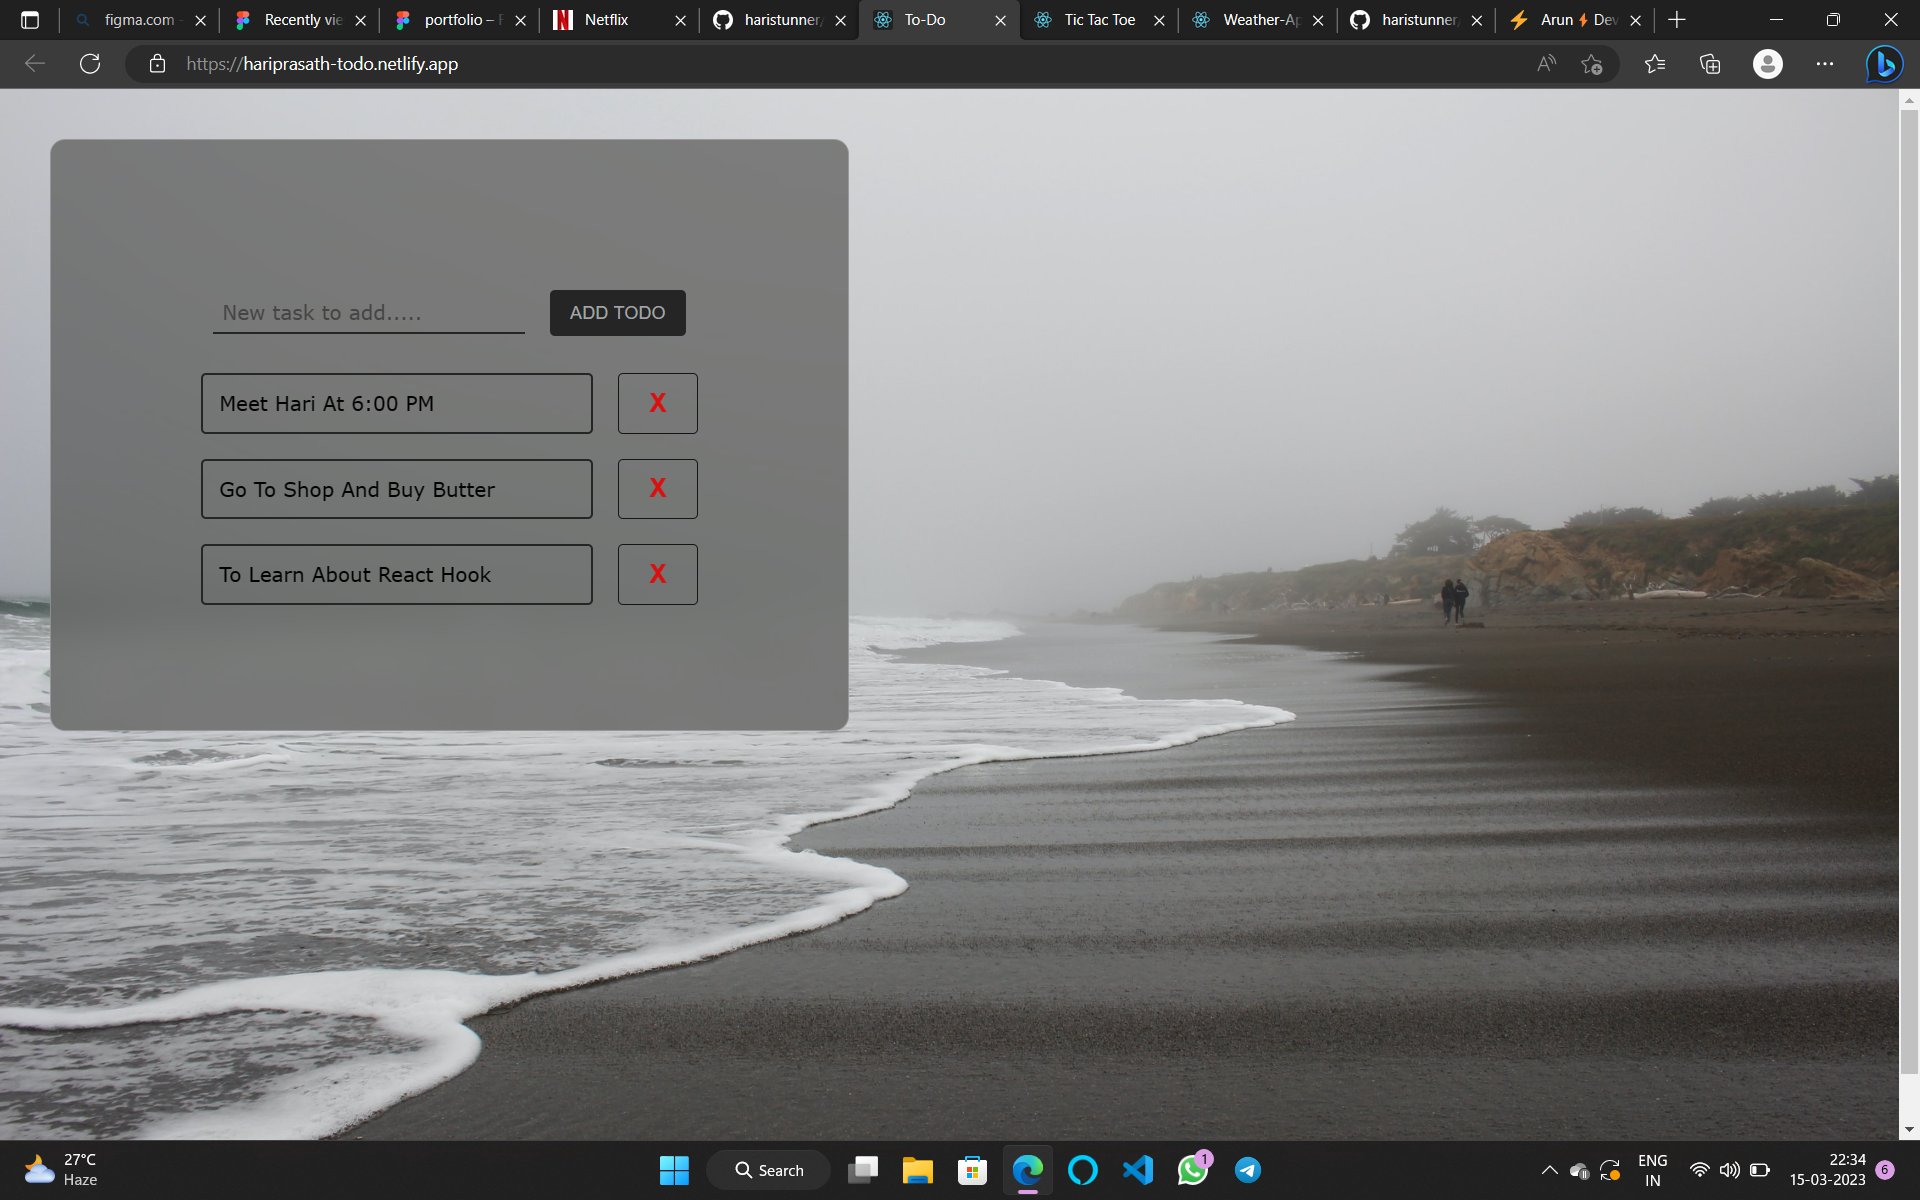 figma.com -
Recently vie
portfolio –
Netflix
haristunner
To-Do
Tic Tac Toe
Weather-Ap
haristunner
Arun⚡Dev
https://hariprasath-todo.netlify.app
New task to add.....
ADD TODO
Meet Hari At 6:00 PM
X
Go To Shop And Buy Butter
X
To Learn About React Hook
X
27°C
Haze
Search
1
ENG
IN
22:34
15-03-2023
6